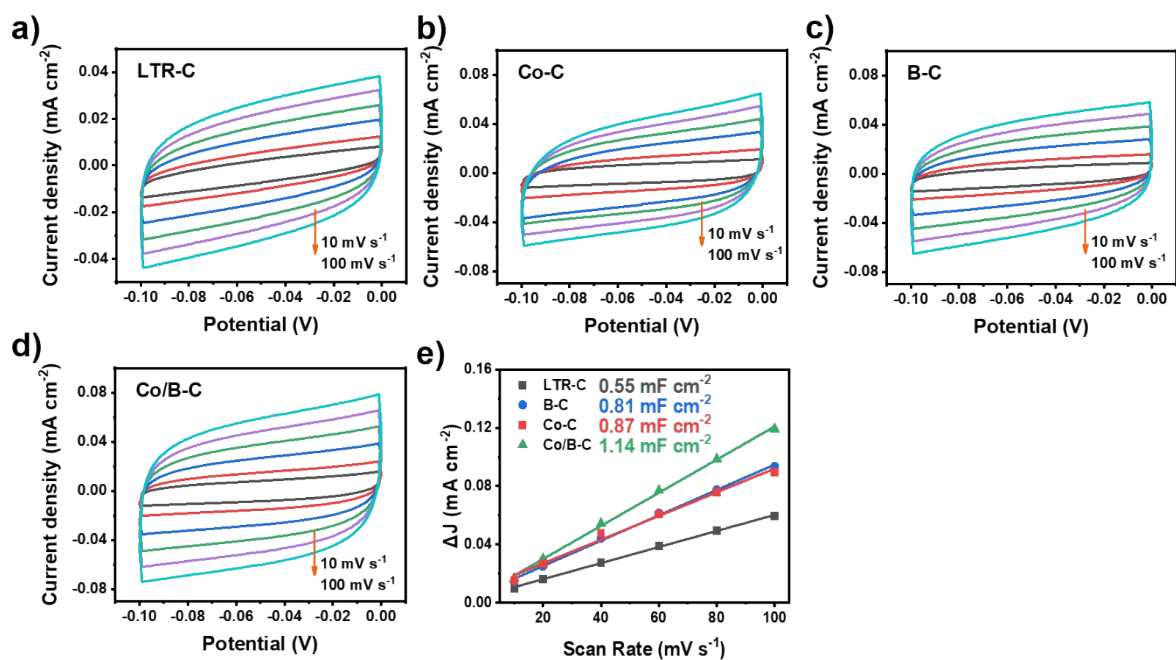 a)
LTR-C
Current density (mA cm-2)
0.04
0.02
0.00
-0.02
-0.04
10 mV s-1
100 mV s-1
-0.10 -0.08 -0.06 -0.04 -0.02 0.00
Potential (V)
b)
Co-C
Current density (mA cm-2)
0.08
0.04
0.00
-0.04
-0.08
10 mV s-1
100 mV s-1
-0.10 -0.08 -0.06 -0.04 -0.02 0.00
Potential (V)
c)
B-C
Current density (mA cm-2)
0.08
0.04
0.00
-0.04
-0.08
10 mV s-1
100 mV s-1
-0.10 -0.08 -0.06 -0.04 -0.02 0.00
Potential (V)
d)
Co/B-C
Current density (mA cm-2)
0.08
0.04
0.00
-0.04
-0.08
10 mV s-1
100 mV s-1
-0.10 -0.08 -0.06 -0.04 -0.02 0.00
Potential (V)
e)
ΔJ (mA cm-2)
0.16
0.12
0.08
0.04
0.00
LTR-C 0.55 mF cm-2
B-C 0.81 mF cm-2
Co-C 0.87 mF cm-2
Co/B-C 1.14 mF cm-2
20 40 60 80 100
Scan Rate (mV s-1)